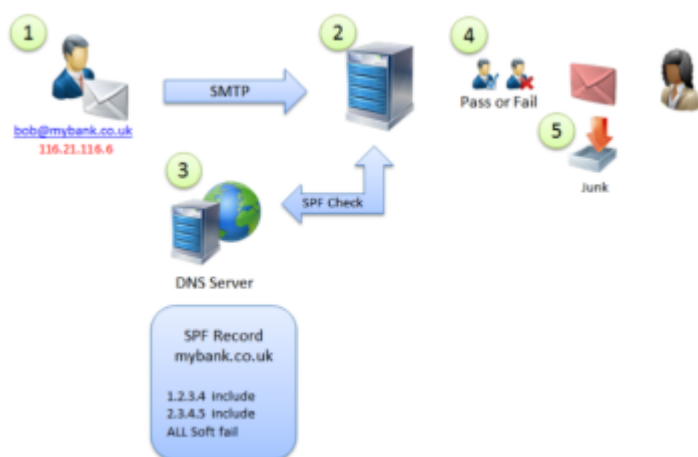 1
2
4
SMTP
Pass or Fail
bob@mybank.co.uk
116.21.116.6
5
3
SPF Check
Junk
DNS Server
SPF Record
mybank.co.uk
1.2.3.4 include
2.3.4.5 include
ALL Soft fail